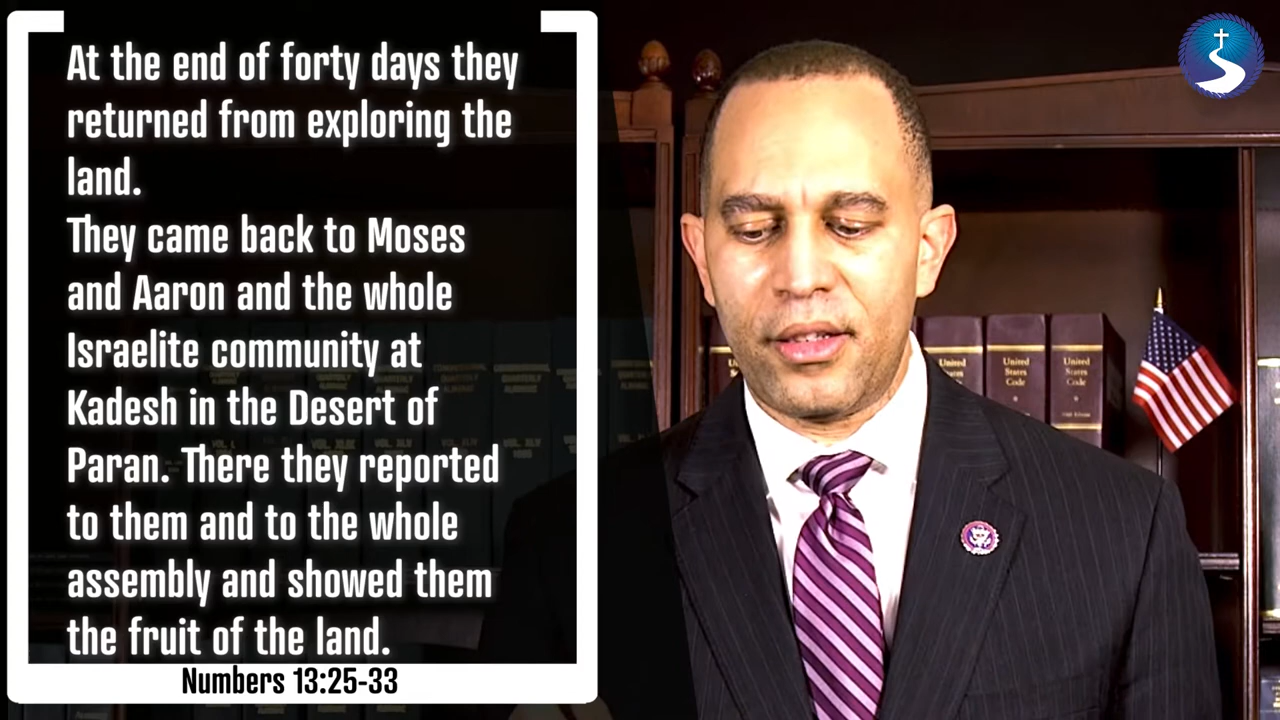 At the end of forty days they
returned from exploring the
land.
They came back to Moses
and Aaron and the whole
Israelite community at
Kadesh in the Desert of
Paran. There they reported
to them and to the whole
assembly and showed them
the fruit of the land.
Numbers 13:25-33
United
States
Code
United
States
Code
United
States
Code